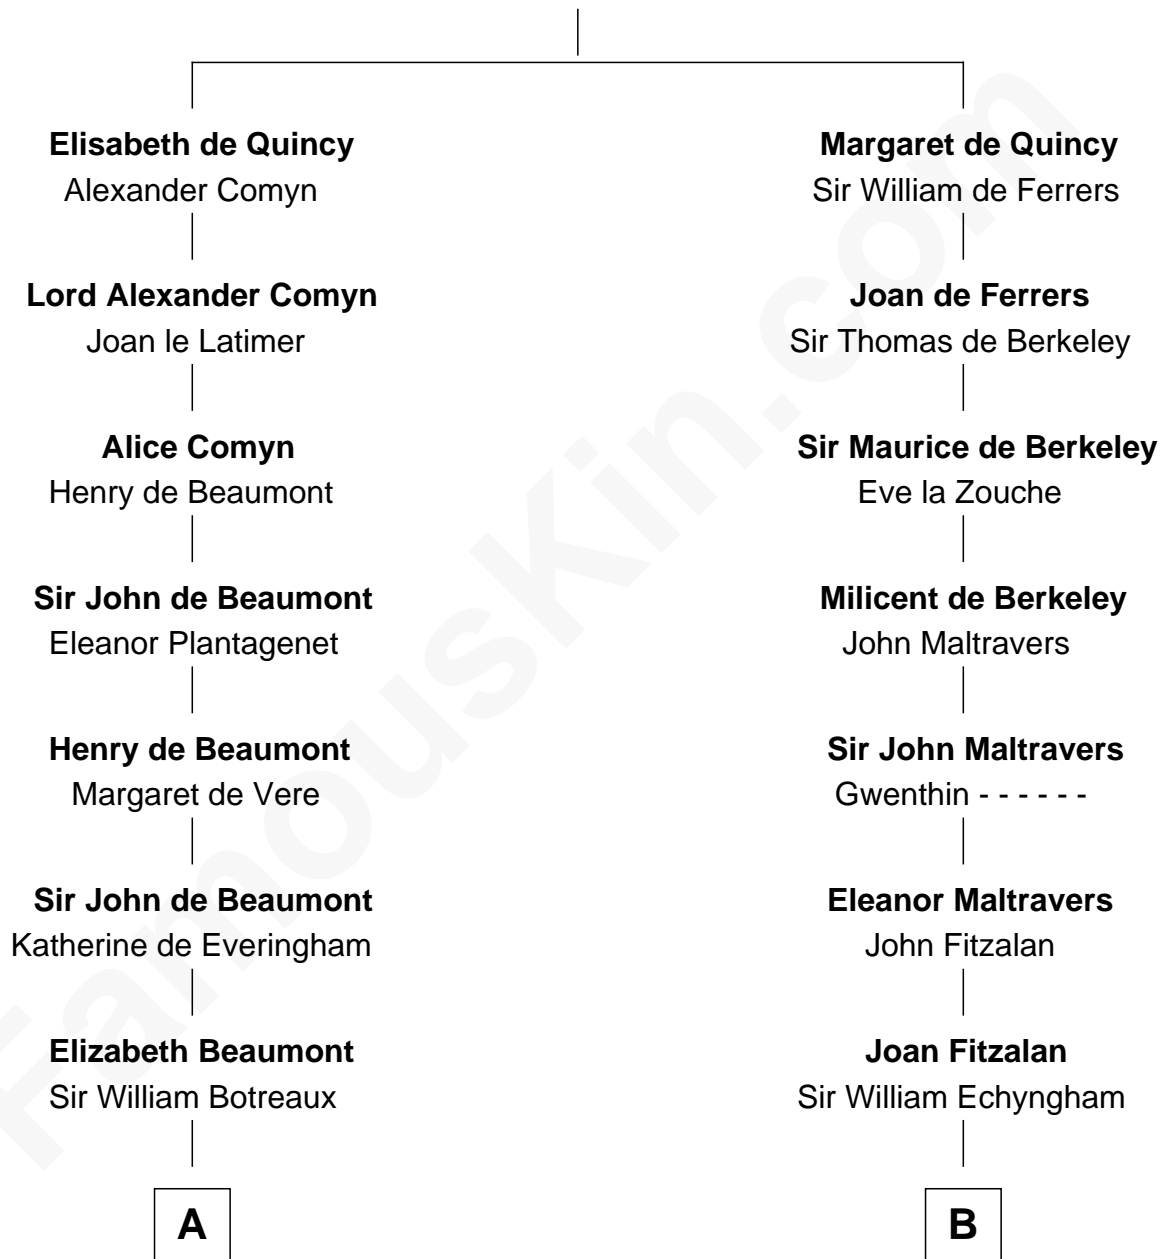 Elisabeth de Quincy
Alexander Comyn
Lord Alexander Comyn
Joan le Latimer
Alice Comyn
Henry de Beaumont
Sir John de Beaumont
Eleanor Plantagenet
Henry de Beaumont
Margaret de Vere
Sir John de Beaumont
Katherine de Everingham
Elizabeth Beaumont
Sir William Botreaux
A
Margaret de Quincy
Sir William de Ferrers
Joan de Ferrers
Sir Thomas de Berkeley
Sir Maurice de Berkeley
Eve la Zouche
Milicent de Berkeley
John Maltravers
Sir John Maltravers
Gwenthin - - - - - -
Eleanor Maltravers
John Fitzalan
Joan Fitzalan
Sir William Echyngham
B
FamousKin.com